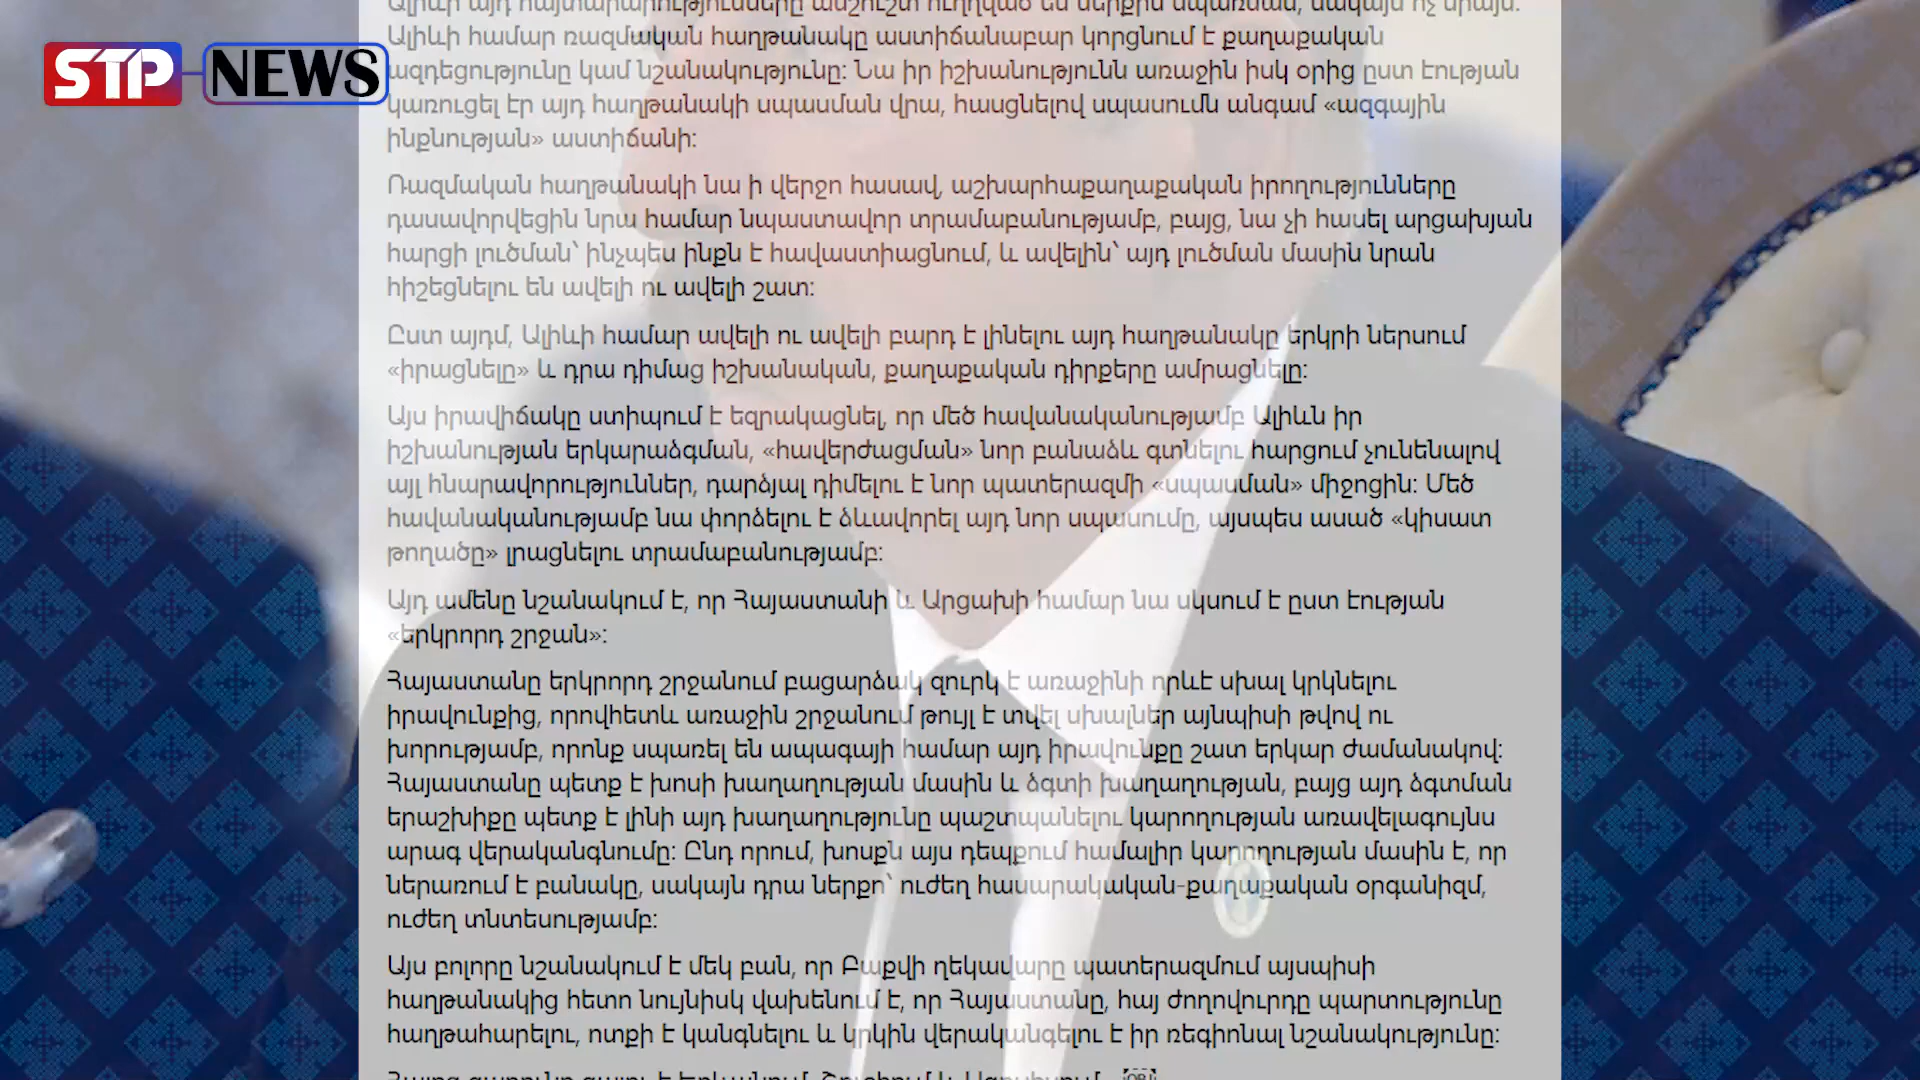 STP NEWS
Ալիևի այդ հայտարարությունները անշուշտ ուղղված են ներքին սպառման, սակայն ոչ միայն.
Ալիևի համար ռազմական հաղթանակը աստիճանաբար կորցնում է քաղաքական
ազդեցությունը կամ նշանակությունը: Նա իր իշխանությունն առաջին իսկ օրից ըստ էության
կառուցել էր այդ հաղթանակի սպասման վրա, հասցնելով սպասումն անգամ «ազգային
ինքնության» աստիճանի:
Ռազմական հաղթանակի նա ի վերջո հասավ, աշխարհաքաղաքական իրողությունները
դասավորվեցին նրա համար նպաստավոր տրամաբանությամբ, բայց, նա չի հասել արցախյան
հարցի լուծման՝ ինչպես ինքն է հավաստիացնում, և ավելին՝ այդ լուծման մասին նրան
հիշեցնելու են ավելի ու ավելի շատ:
Ըստ այդմ, Ալիևի համար ավելի ու ավելի բարդ է լինելու այդ հաղթանակը երկրի ներսում
«իրացնելը» և դրա դիմաց իշխանական, քաղաքական դիրքերը ամրացնելը:
Այս իրավիճակը ստիպում է եզրակացնել, որ մեծ հավանականությամբ Ալիևն իր
իշխանության երկարաձգման, «հավերժացման» նոր բանաձև գտնելու հարցում չունենալով
այլ հնարավորություններ, դարձյալ դիմելու է նոր պատերազմի «սպասման» միջոցին: Մեծ
հավանականությամբ նա փորձելու է ձևավորել այդ նոր սպասումը, այսպես ասած «կիսատ
թողածը» լրացնելու տրամաբանությամբ:
Այդ ամենը նշանակում է, որ Հայաստանի և Արցախի համար նա սկսում է ըստ էության
«երկրորդ շրջան»:
Հայաստանը երկրորդ շրջանում բացարձակ զուրկ է առաջինի որևէ սխալ կրկնելու
իրավունքից, որովհետև առաջին շրջանում թույլ է տվել սխալներ այնպիսի թվով ու
խորությամբ, որոնք սպառել են ապագայի համար այդ իրավունքը շատ երկար ժամանակով:
Հայաստանը պետք է խոսի խաղաղության մասին և ձգտի խաղաղության, բայց այդ ձգտման
երաշխիքը պետք է լինի այդ խաղաղությունը պաշտպանելու կարողության առավելագույնս
արագ վերականգնումը: Ընդ որում, խոսքն այս դեպքում համալիր կարողության մասին է, որ
ներառում է բանակը, սակայն դրա ներքո՝ ուժեղ հասարակական-քաղաքական օրգանիզմ,
ուժեղ տնտեսությամբ:
Այս բոլորը նշանակում է մեկ բան, որ Բաքվի ղեկավարը պատերազմում այսպիսի
հաղթանակից հետո նույնիսկ վախենում է, որ Հայաստանը, հայ ժողովուրդը պարտությունը
հաղթահարելու, ոտքի է կանգնելու և կրկին վերականգելու է իր ռեգիոնալ նշանակությունը: